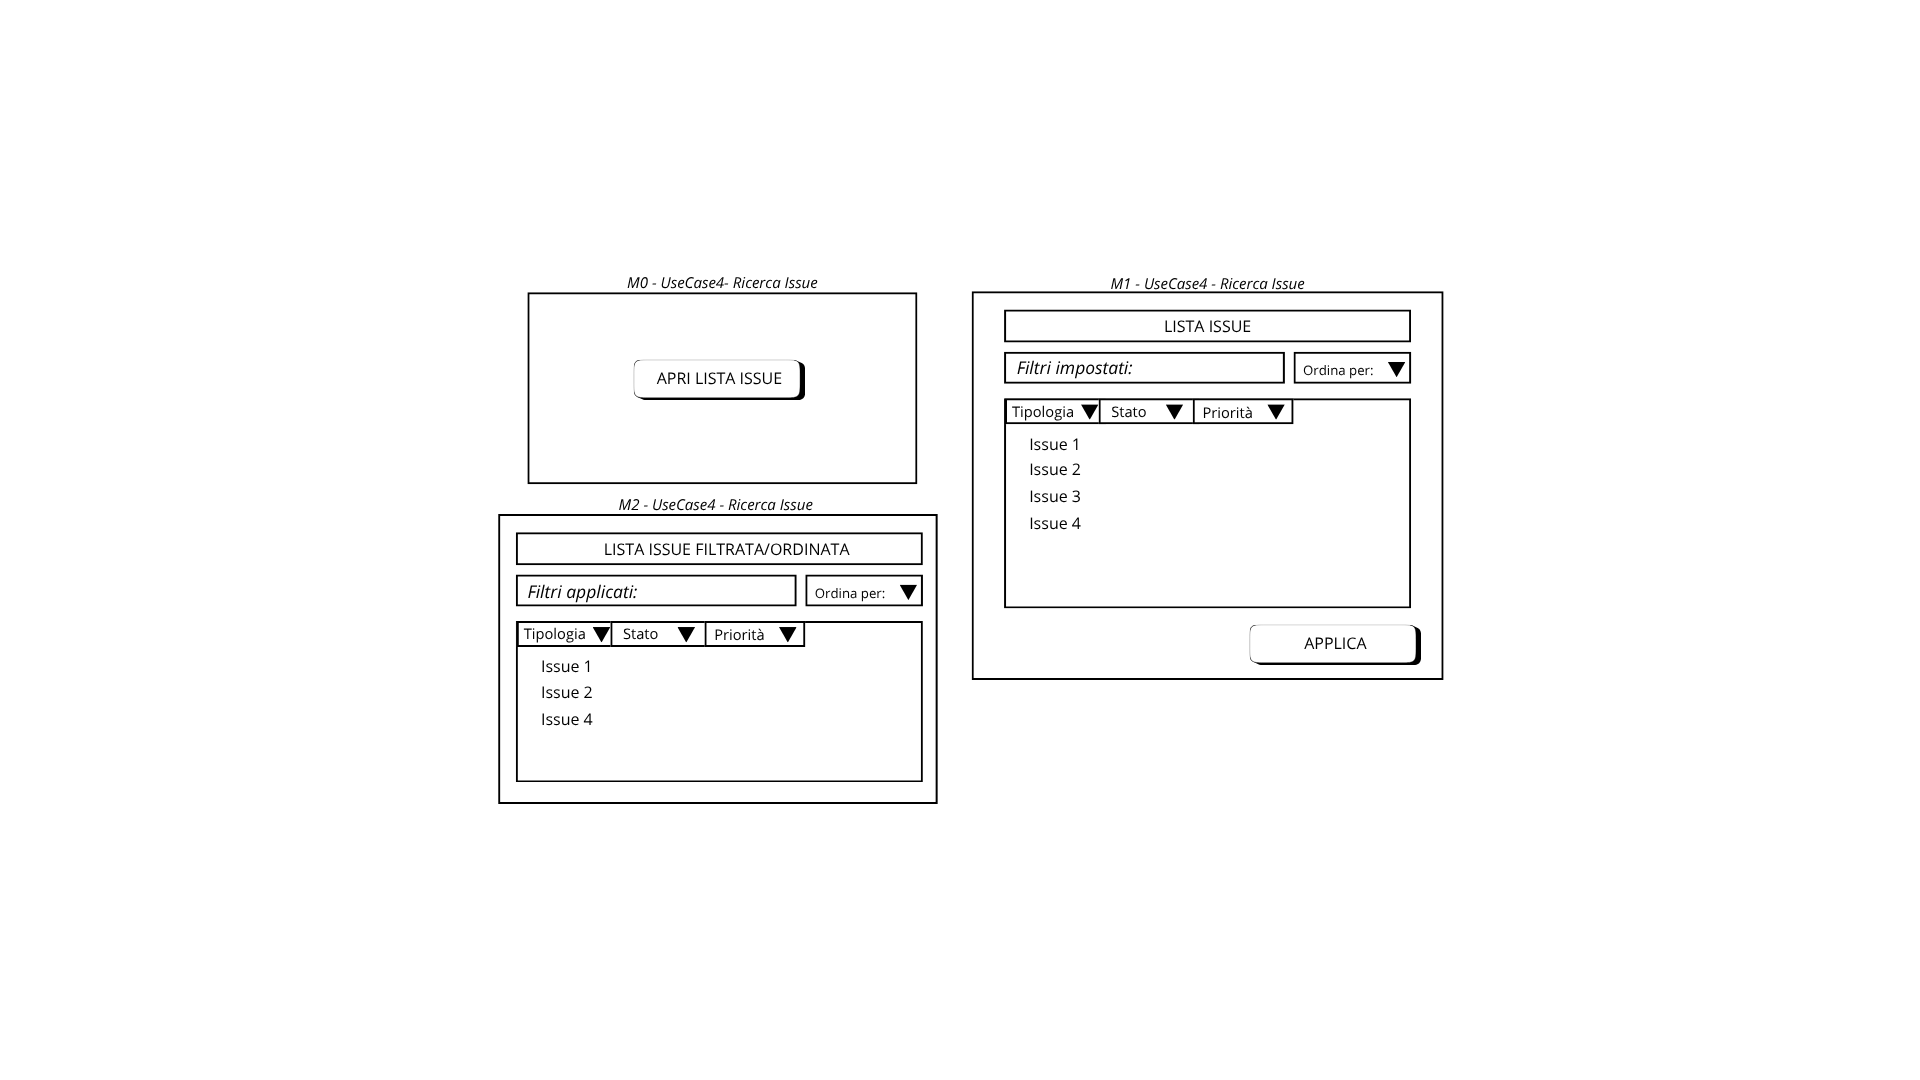 M0 - UseCase4- Ricerca Issue
APRI LISTA ISSUE
M1 - UseCase4 - Ricerca Issue
LISTA ISSUE
Filtri impostati:
Ordina per:
Tipologia Stato Priorità
Issue 1
Issue 2
Issue 3
Issue 4
APPLICA
M2 - UseCase4 - Ricerca Issue
LISTA ISSUE FILTRATA/ORDINATA
Filtri applicati:
Ordina per:
Tipologia Stato Priorità
Issue 1
Issue 2
Issue 4